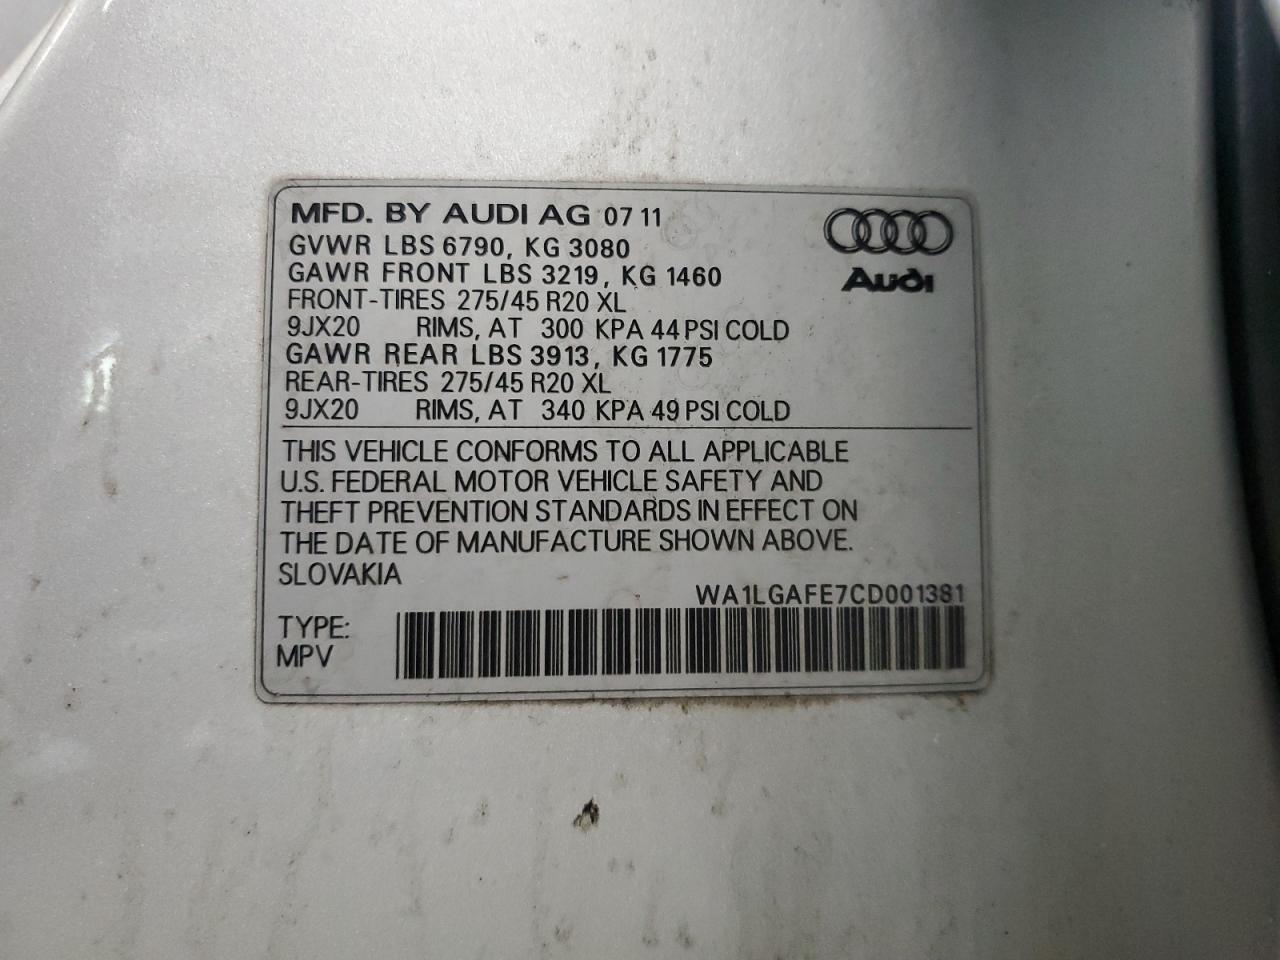 MFD. BY AUDI AG 07 11
GVWR LBS 6790, KG 3080
GAWR FRONT LBS 3219, KG 1460
FRONT-TIRES 275/45 R20 XL
9JX20 RIMS, AT 300 KPA 44 PSI COLD
GAWR REAR LBS 3913, KG 1775
REAR-TIRES 275/45 R20 XL
9JX20 RIMS, AT 340 KPA 49 PSI COLD
Audi
THIS VEHICLE CONFORMS TO ALL APPLICABLE
U.S. FEDERAL MOTOR VEHICLE SAFETY AND
THEFT PREVENTION STANDARDS IN EFFECT ON
THE DATE OF MANUFACTURE SHOWN ABOVE.
SLOVAKIA
WA1LGAFE7CD001381
TYPE:
MPV